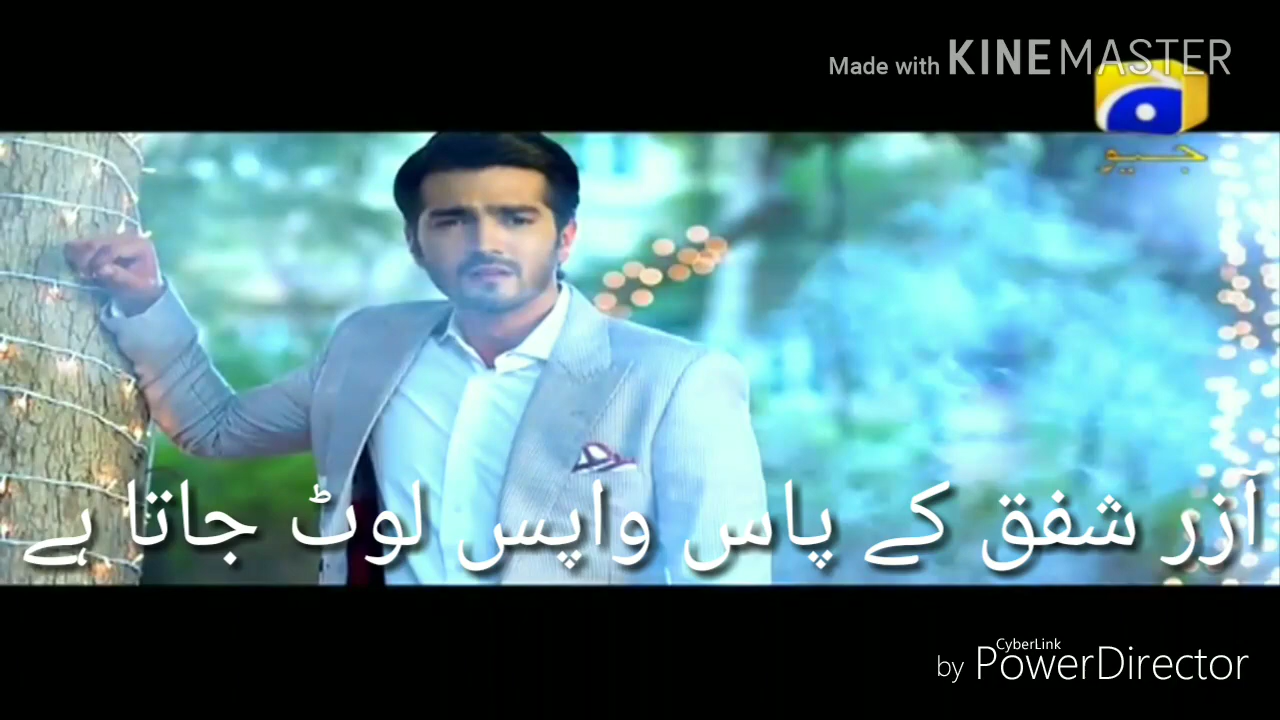 Made with KINEMASTER
جیو
آزر شفق کے پاس واپس لوٹ جاتا ہے
CyberLink
by PowerDirector